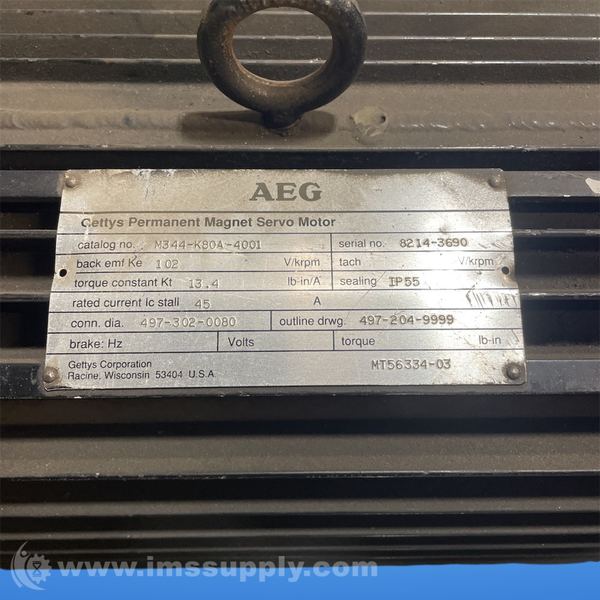 AEG
Gettys Permanent Magnet Servo Motor
catalog no. M344-K80A-4001 serial no. 8214-3690
back emf Ke 102 V/krpm tach V/krpm
torque constant Kt 13.4 lb-in/A sealing IP55
rated current Ic stall 45 A
conn. dia. 497-302-0080 outline drwg. 497-204-9999
brake: Hz Volts torque lb-in
Gettys Corporation MT56334-03
Racine, Wisconsin 53404 U.S.A.
www.imssupply.com